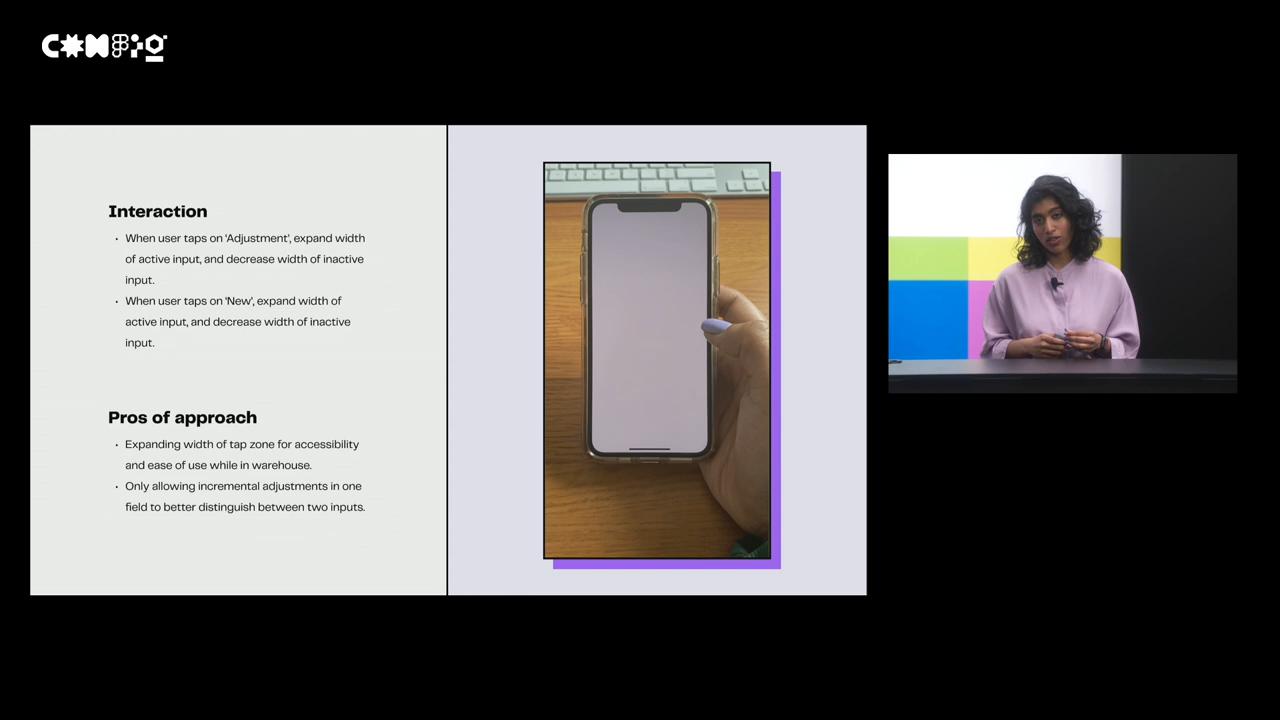 CONFIG
Interaction
• When user taps on ‘Adjustment’, expand width
of active input, and decrease width of inactive
input.
• When user taps on ‘New’, expand width of
active input, and decrease width of inactive
input.
Pros of approach
• Expanding width of tap zone for accessibility
and ease of use while in warehouse.
• Only allowing incremental adjustments in one
field to better distinguish between two inputs.